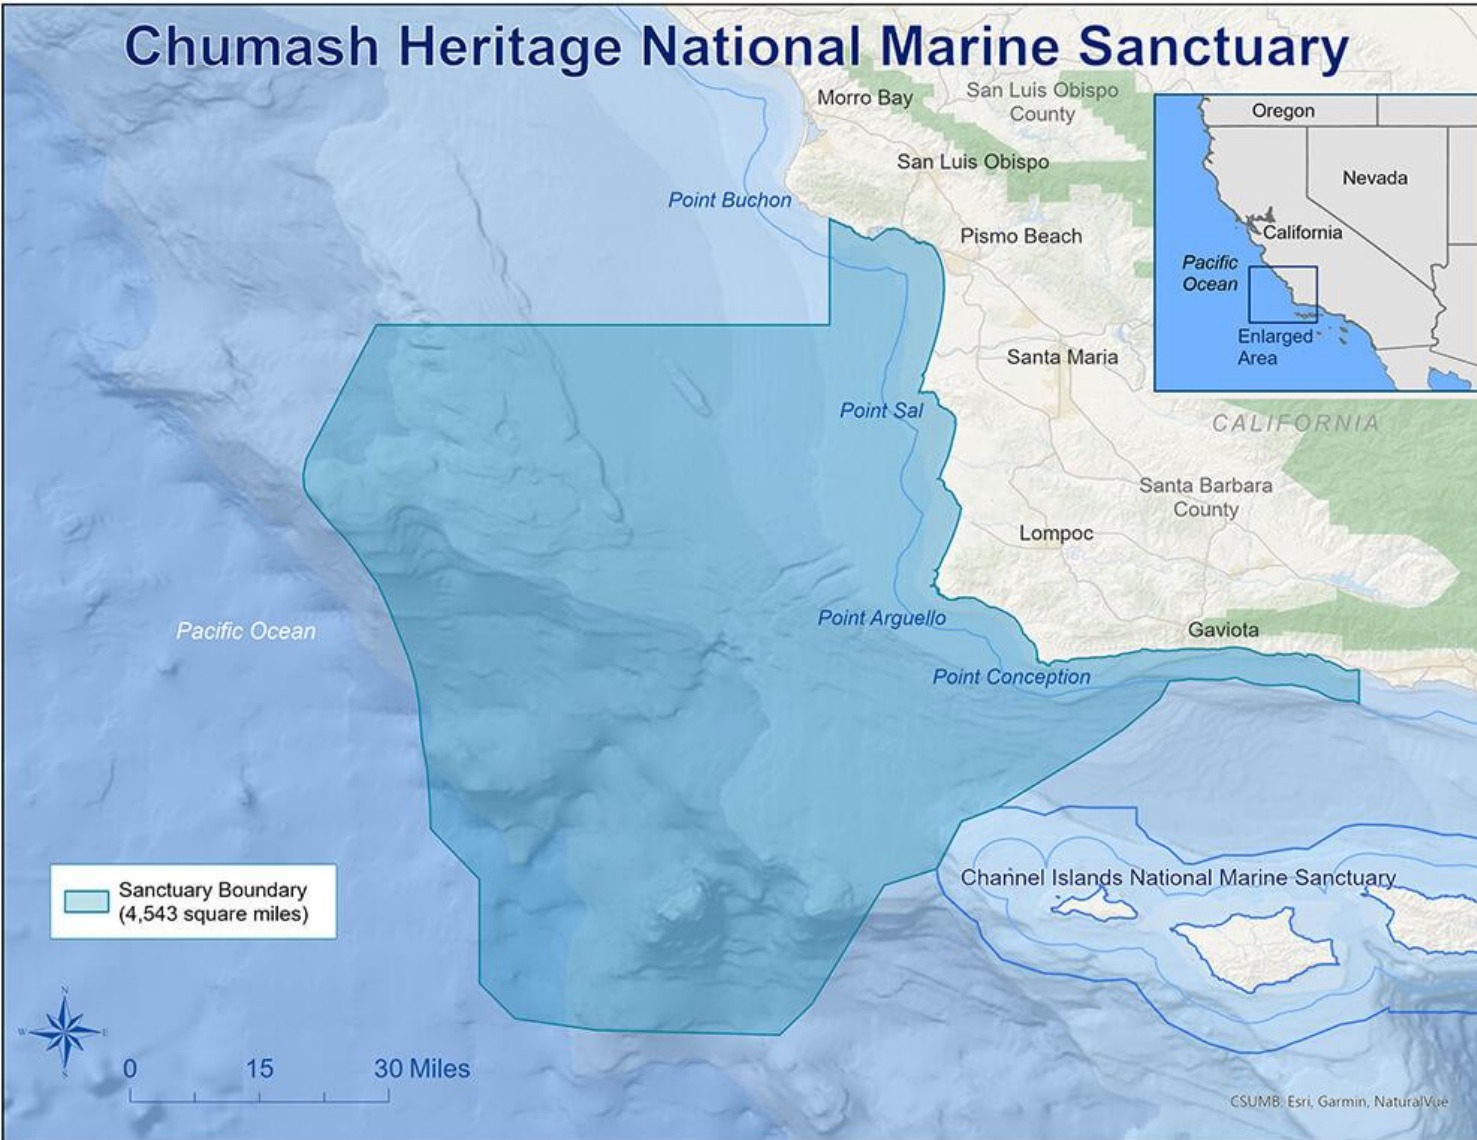 Chumash Heritage National Marine Sanctuary
Morro Bay
San Luis Obispo
County
San Luis Obispo
Point Buchon
Pismo Beach
Oregon
Nevada
California
Pacific
Ocean
Enlarged
Area
Santa Maria
Point Sal
CALIFORNIA
Santa Barbara
County
Lompoc
Point Arguello
Pacific Ocean
Gaviota
Point Conception
Channel Islands National Marine Sanctuary
Sanctuary Boundary
(4,543 square miles)
N
W
E
S
0 15 30 Miles
CSUMB, Esri, Garmin, NaturalVue